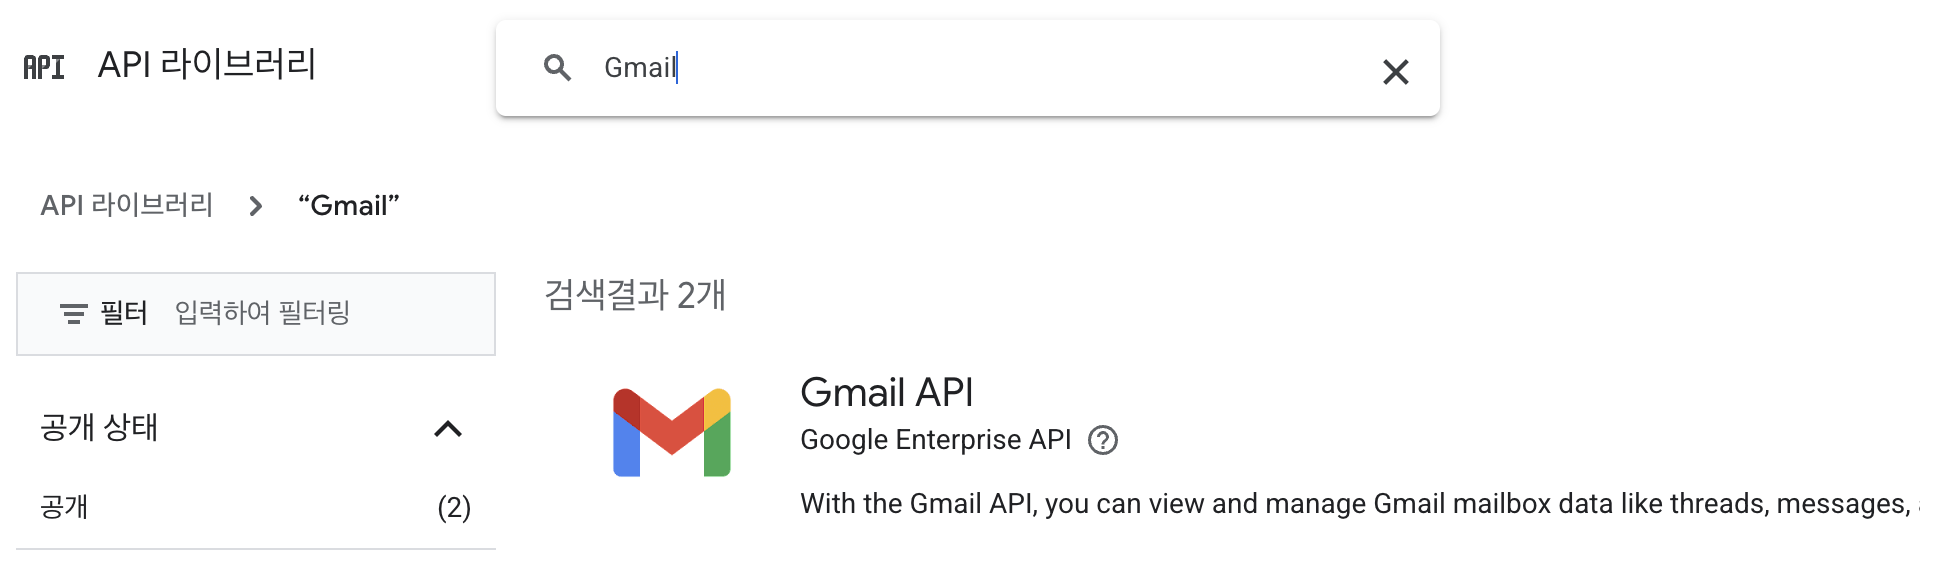 API API 라이브러리
Gmail
API 라이브러리 > “Gmail”
필터 입력하여 필터링
공개 상태
공개 (2)
검색결과 2개
Gmail API
Google Enterprise API
With the Gmail API, you can view and manage Gmail mailbox data like threads, messages,